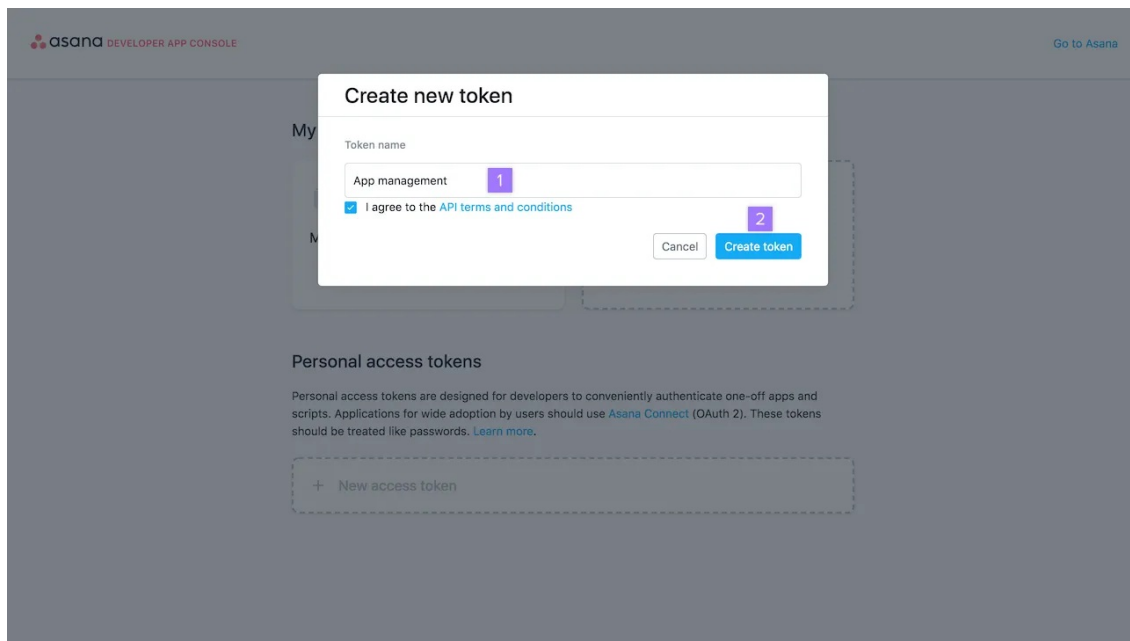 asana DEVELOPER APP CONSOLE
Go to Asana
Create new token
My
Token name
App management
1
I agree to the API terms and conditions
2
M
Cancel
Create token
Personal access tokens
Personal access tokens are designed for developers to conveniently authenticate one-off apps and
scripts. Applications for wide adoption by users should use Asana Connect (OAuth 2). These tokens
should be treated like passwords. Learn more.
+ New access token